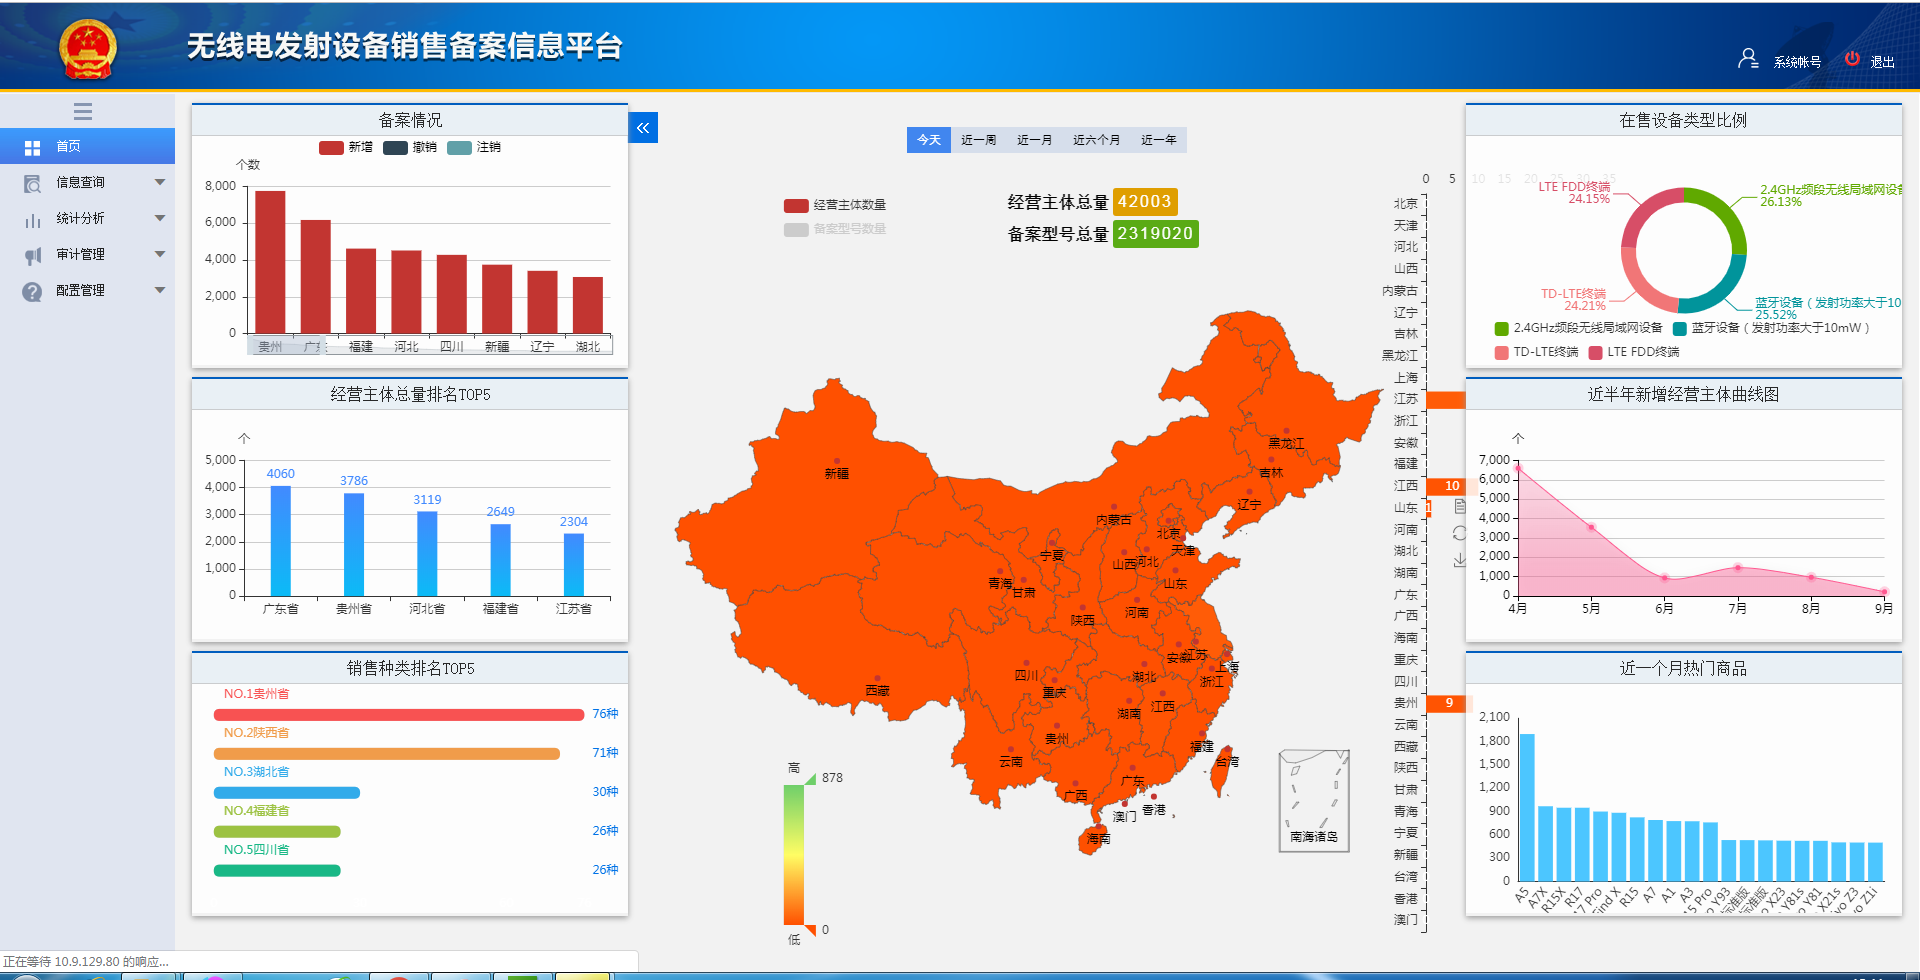 无线电发射设备销售备案信息平台
系统帐号
退出
首页
信息查询
统计分析
审计管理
配置管理
备案情况
新增 撤销 注销
个数
8,000
6,000
4,000
2,000
0
贵州 广东 福建 河北 四川 新疆 辽宁 湖北
经营主体总量排名TOP5
个
5,000
4,000
3,000
2,000
1,000
0
4060 3786 3119 2649 2304
广东省 贵州省 河北省 福建省 江苏省
销售种类排名TOP5
NO.1贵州省
76种
NO.2陕西省
71种
NO.3湖北省
30种
NO.4福建省
26种
NO.5四川省
26种
«
今天 近一周 近一月 近六个月 近一年
经营主体数量
备案型号数量
经营主体总量 42003
备案型号总量 2319020
黑龙江
吉林
辽宁
新疆
内蒙古
北京
天津
宁夏
山西
河北
青海
甘肃
山东
陕西
河南
安徽
江苏
上海
四川
重庆
湖北
浙江
西藏
湖南
江西
贵州
福建
云南
台湾
广西
广东
澳门
香港
海南
南海诸岛
高
878
0
低
0 5 10 15 20 25 30 35
北京
天津
河北
山西
内蒙古
辽宁
吉林
黑龙江
上海
江苏
浙江
安徽
福建
江西 10
山东 1
河南
湖北
湖南
广东
广西
海南
重庆
四川
贵州 9
云南
西藏
陕西
甘肃
青海
宁夏
新疆
台湾
香港
澳门
在售设备类型比例
LTE FDD终端
24.15%
2.4GHz频段无线局域网设备
26.13%
TD-LTE终端
24.21%
蓝牙设备（发射功率大于10
25.52%
2.4GHz频段无线局域网设备 蓝牙设备（发射功率大于10mW）
TD-LTE终端 LTE FDD终端
近半年新增经营主体曲线图
个
7,000
6,000
5,000
4,000
3,000
2,000
1,000
0
4月 5月 6月 7月 8月 9月
近一个月热门商品
2,100
1,800
1,500
1,200
900
600
300
0
A5 A7X R15X R17 17 Pro Find X R15 A7 A1 A3 15 Pro o Y93 标准版 标准版 X23 Y81s o Y81 X21s vo Z3 vo Z1i
正在等待 10.9.129.80 的响应...